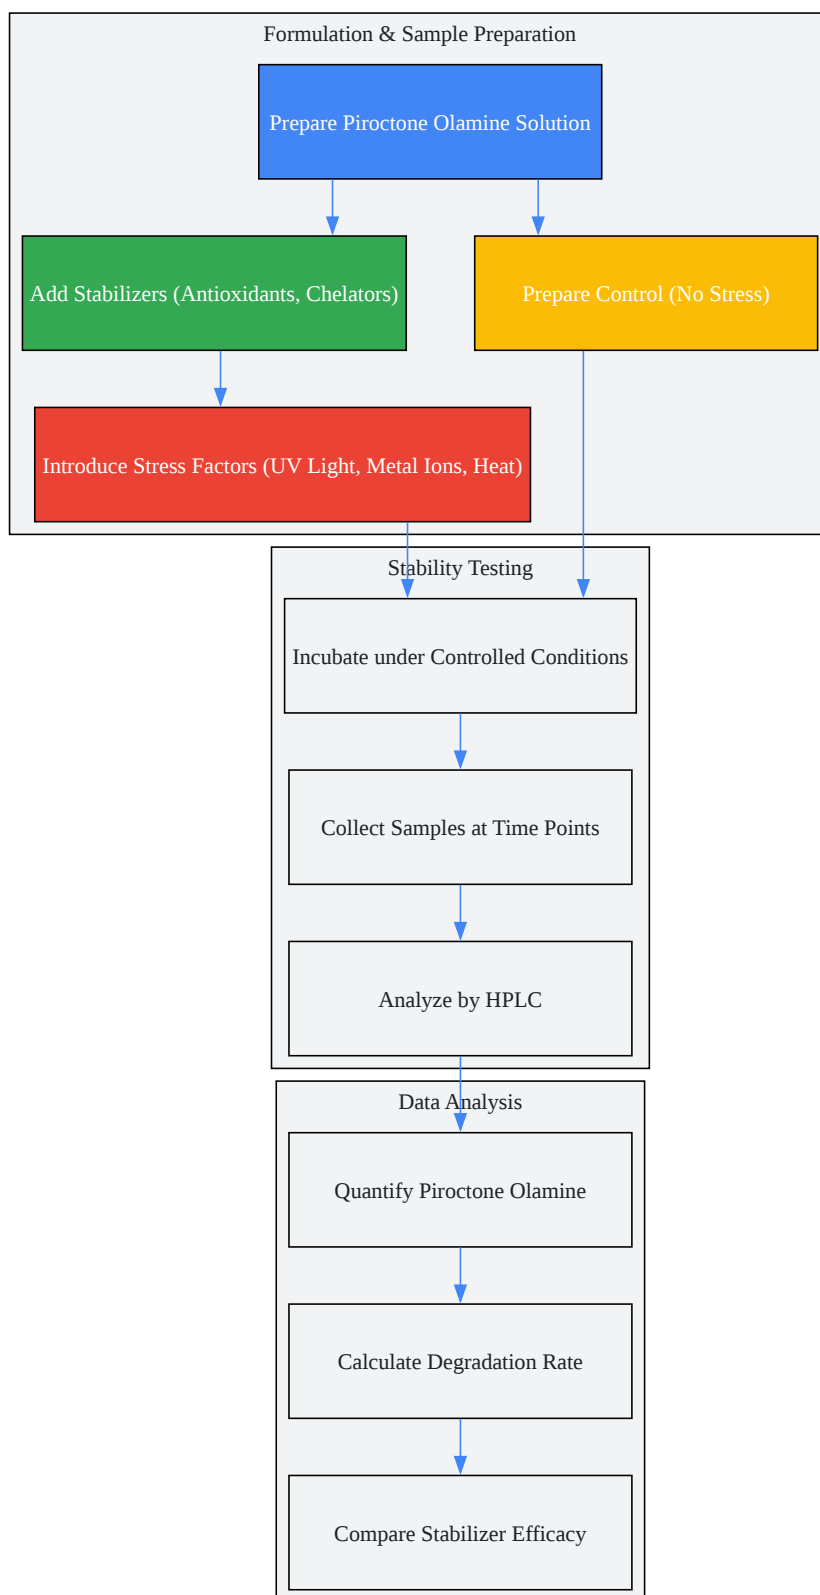 Formulation & Sample Preparation
Prepare Piroctone Olamine Solution
Add Stabilizers (Antioxidants, Chelators)
Prepare Control (No Stress)
Introduce Stress Factors (UV Light, Metal Ions, Heat)
Stability Testing
Incubate under Controlled Conditions
Collect Samples at Time Points
Analyze by HPLC
Data Analysis
Quantify Piroctone Olamine
Calculate Degradation Rate
Compare Stabilizer Efficacy